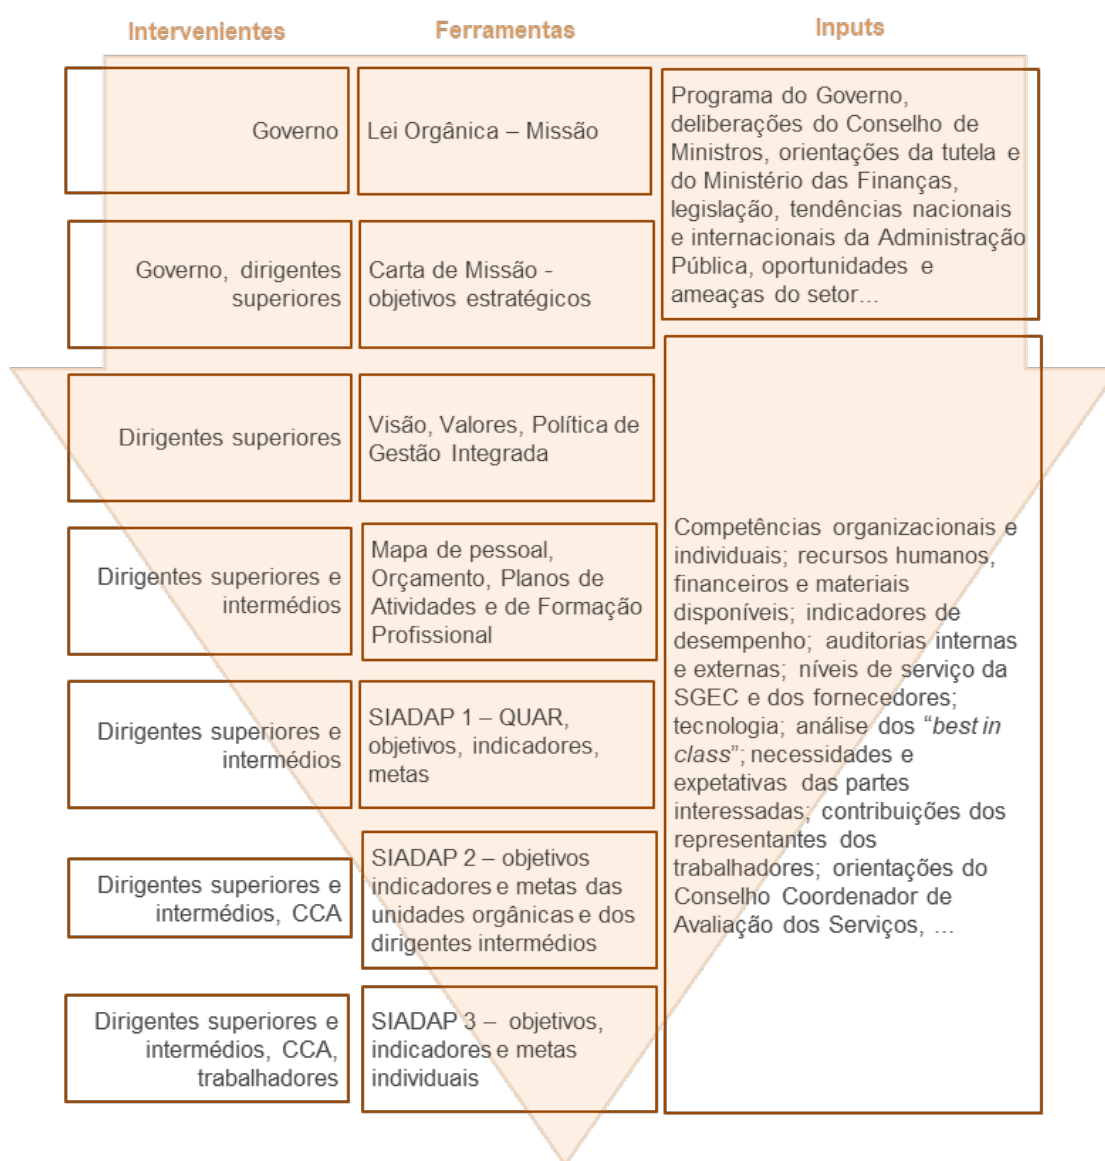 Intervenientes
Ferramentas
Inputs
Governo
Lei Orgânica – Missão
Programa do Governo,
deliberações do Conselho de
Ministros, orientações da tutela e
do Ministério das Finanças,
legislação, tendências nacionais
e internacionais da Administração
Pública, oportunidades e
ameaças do setor...
Governo, dirigentes
superiores
Carta de Missão -
objetivos estratégicos
Dirigentes superiores
Visão, Valores, Política de
Gestão Integrada
Dirigentes superiores e
intermédios
Mapa de pessoal,
Orçamento, Planos de
Atividades e de Formação
Profissional
Dirigentes superiores e
intermédios
SIADAP 1 – QUAR,
objetivos, indicadores,
metas
Dirigentes superiores e
intermédios, CCA
SIADAP 2 – objetivos
indicadores e metas das
unidades orgânicas e dos
dirigentes intermédios
Dirigentes superiores e
intermédios, CCA,
trabalhadores
SIADAP 3 – objetivos,
indicadores e metas
individuais
Competências organizacionais e
individuais; recursos humanos,
financeiros e materiais
disponíveis; indicadores de
desempenho; auditorias internas
e externas; níveis de serviço da
SGEC e dos fornecedores;
tecnologia; análise dos “best in
class”; necessidades e
expetativas das partes
interessadas; contribuições dos
representantes dos
trabalhadores; orientações do
Conselho Coordenador de
Avaliação dos Serviços, ...